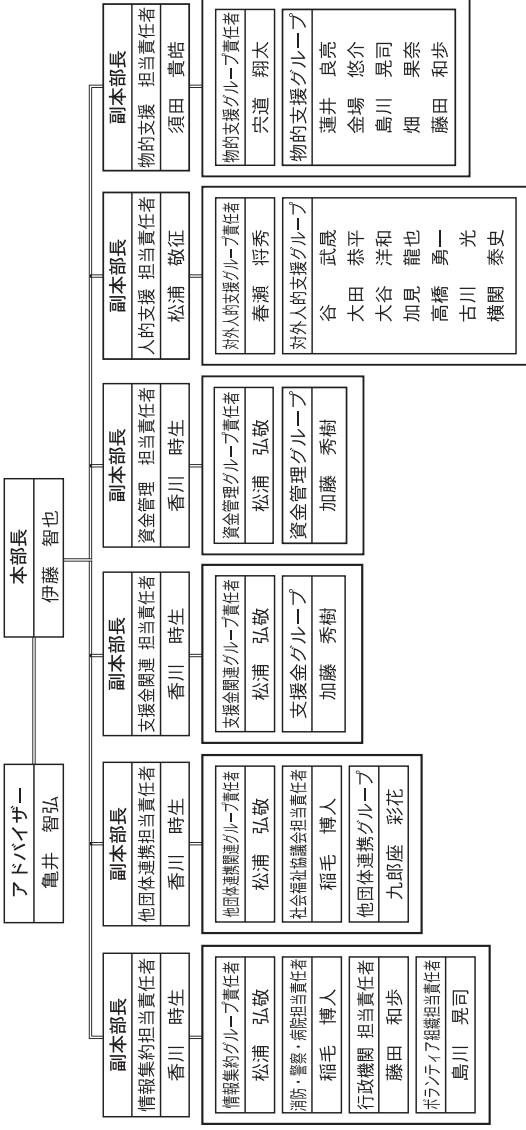 本部長
伊藤　智也
アドバイザー
亀井　智弘
副本部長
情報集約担当責任者
香川　時生
情報集約グループ責任者
松浦　弘敬
消防・警察・病院担当責任者
稲毛　博人
行政機関 担当責任者
藤田　和歩
ボランティア組織担当責任者
島川　晃司
副本部長
他団体連携担当責任者
香川　時生
他団体連携関連グループ責任者
松浦　弘敬
社会福祉協議会担当責任者
稲毛　博人
他団体連携グループ
九郎座　彩花
副本部長
支援金関連 担当責任者
香川　時生
支援金関連グループ責任者
松浦　弘敬
支援金グループ
加藤　秀樹
副本部長
資金管理　担当責任者
香川　時生
資金管理グループ責任者
松浦　弘敬
資金管理グループ
加藤　秀樹
副本部長
人的支援 担当責任者
松浦　敬征
対外人的支援グループ責任者
春瀬　将秀
対外人的支援グループ
谷　　武晟
大田　恭平
大谷　洋和
加見　龍也
高橋　勇一
古川　　光
横関　泰史
副本部長
物的支援　担当責任者
須田　貴皓
物的支援グループ責任者
宍道　翔太
物的支援グループ
蓮井　良亮
金場　悠介
島川　晃司
畑　　果奈
藤田　和歩